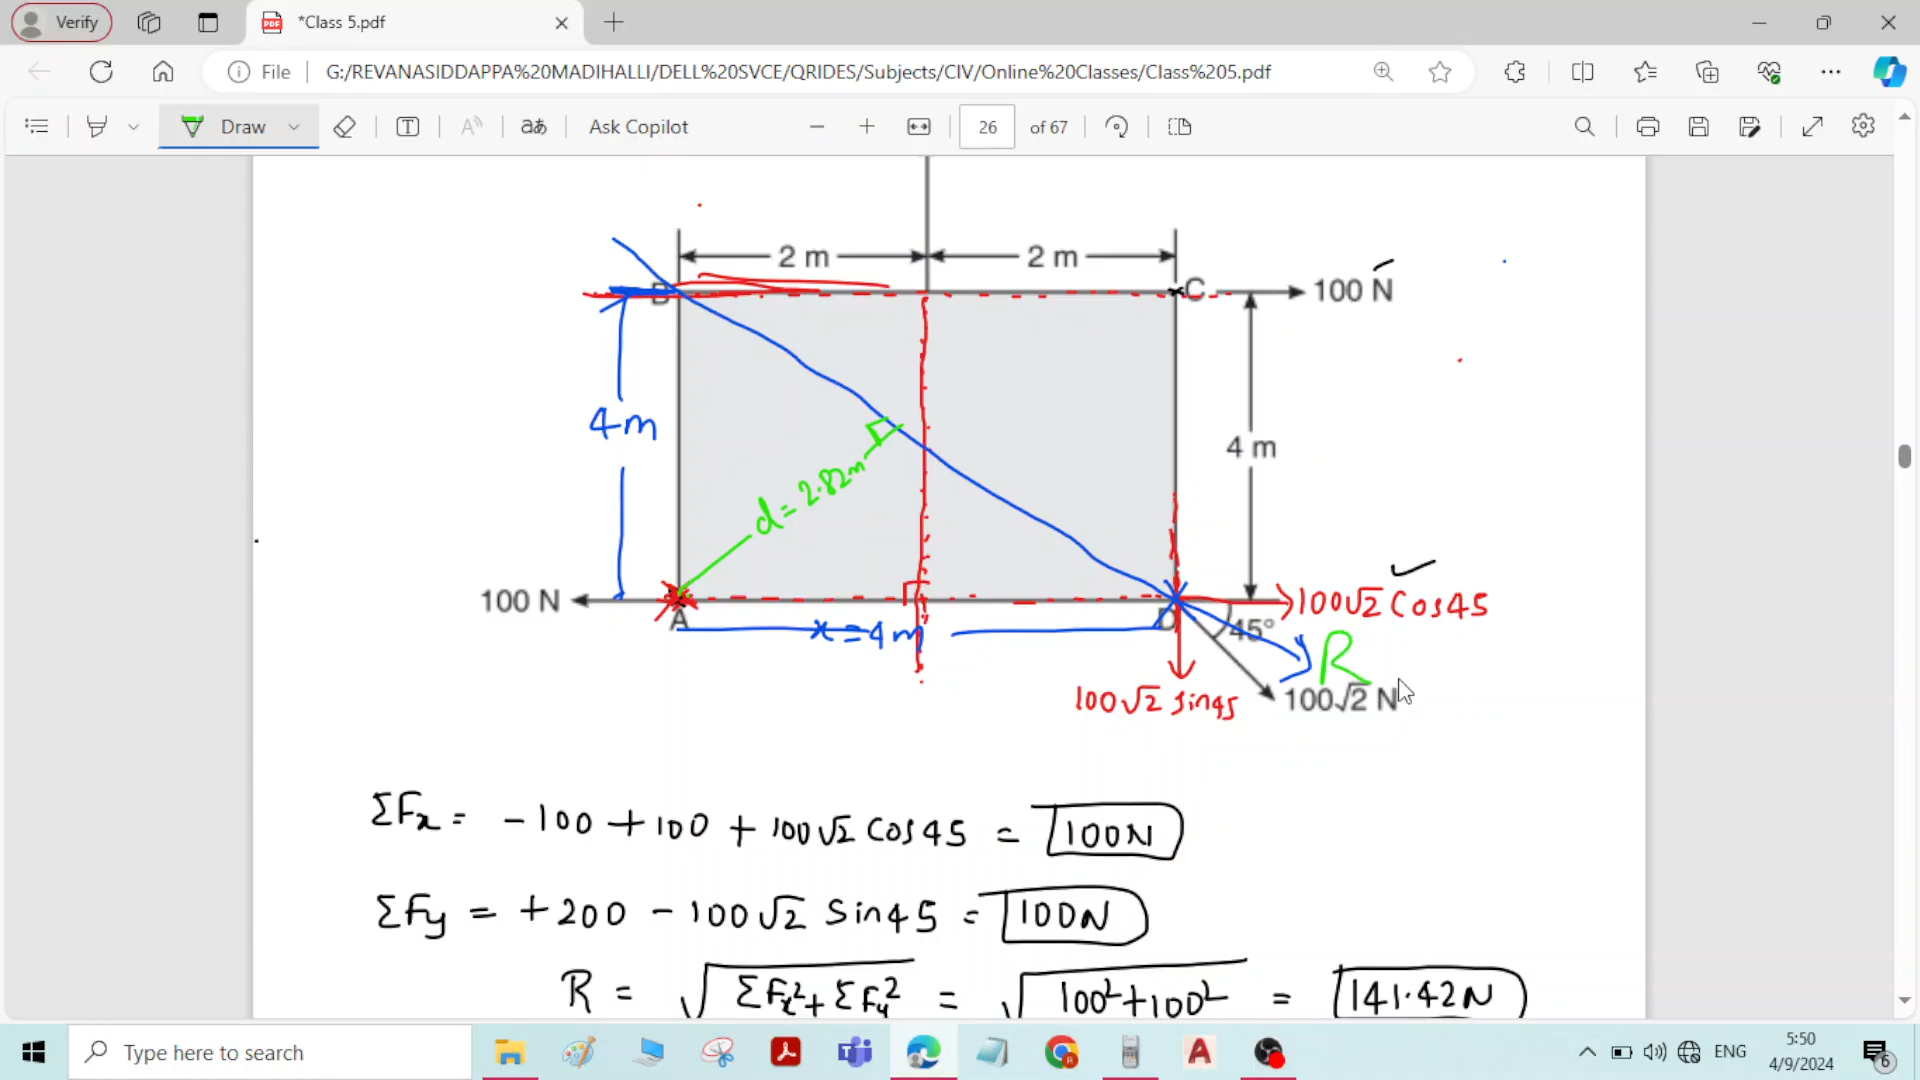 Verify
*Class 5.pdf
File
G:/REVANASIDDAPPA%20MADIHALLI/DELL%20SVCE/QRIDES/Subjects/CIV/Online%20Classes/Class%205.pdf
Draw
Ask Copilot
26 of 67
2 m 2 m
B C 100 N
4m
4 m
d = 2.82m
100 N
A x = 4m D 45° 100√2 Cos45
R
100√2 sin45 100√2 N
ΣFx = -100 + 100 + 100√2 Cos45 = 100N
ΣFy = +200 - 100√2 Sin45 = 100N
R = √ΣFx²+ΣFy² = √100²+100² = 141.42N
Type here to search
ENG
5:50
4/9/2024
6